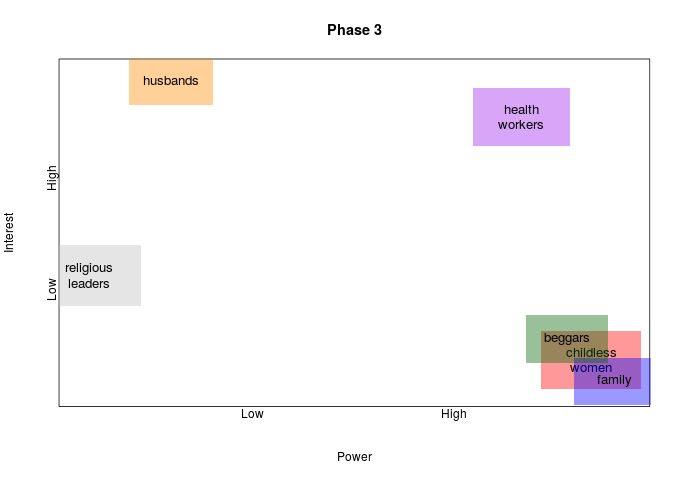 Phase 3
husbands
health
workers
High
Interest
religious
leaders
Low
beggars
childless
women
family
Low
High
Power